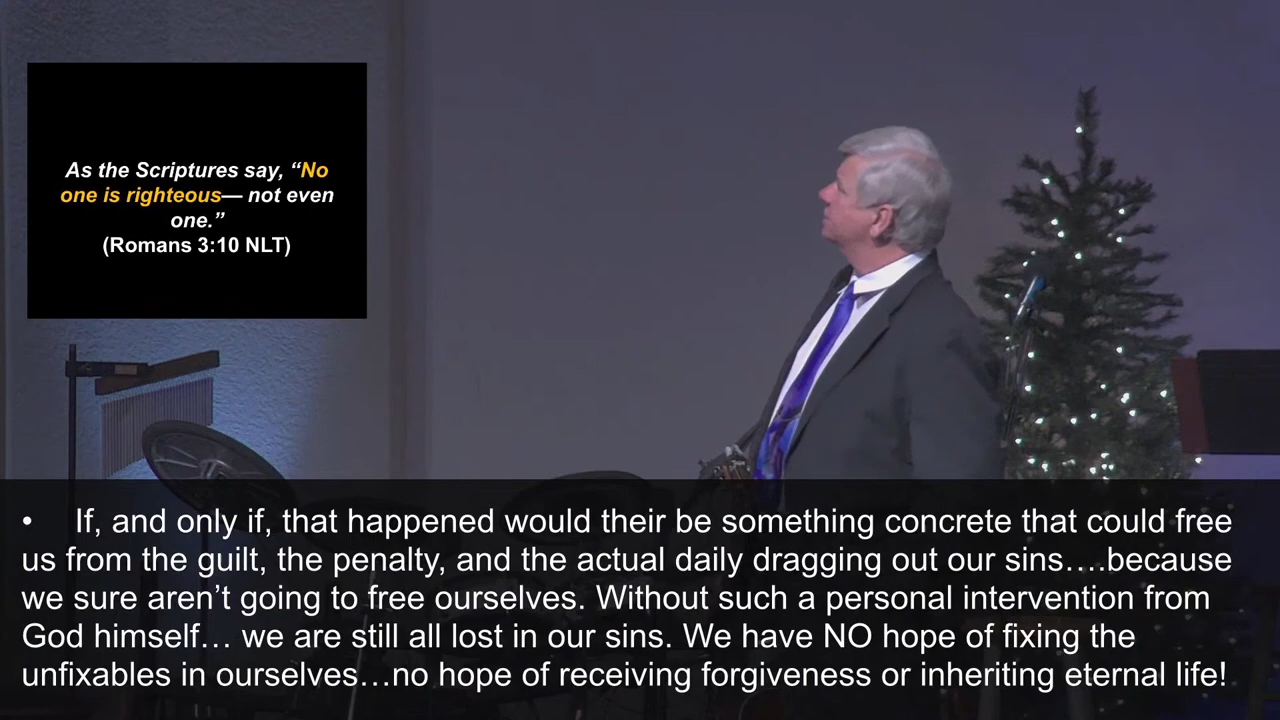 As the Scriptures say, “No
one is righteous— not even
one.”
(Romans 3:10 NLT)
• If, and only if, that happened would their be something concrete that could free
us from the guilt, the penalty, and the actual daily dragging out our sins….because
we sure aren’t going to free ourselves. Without such a personal intervention from
God himself… we are still all lost in our sins. We have NO hope of fixing the
unfixables in ourselves…no hope of receiving forgiveness or inheriting eternal life!